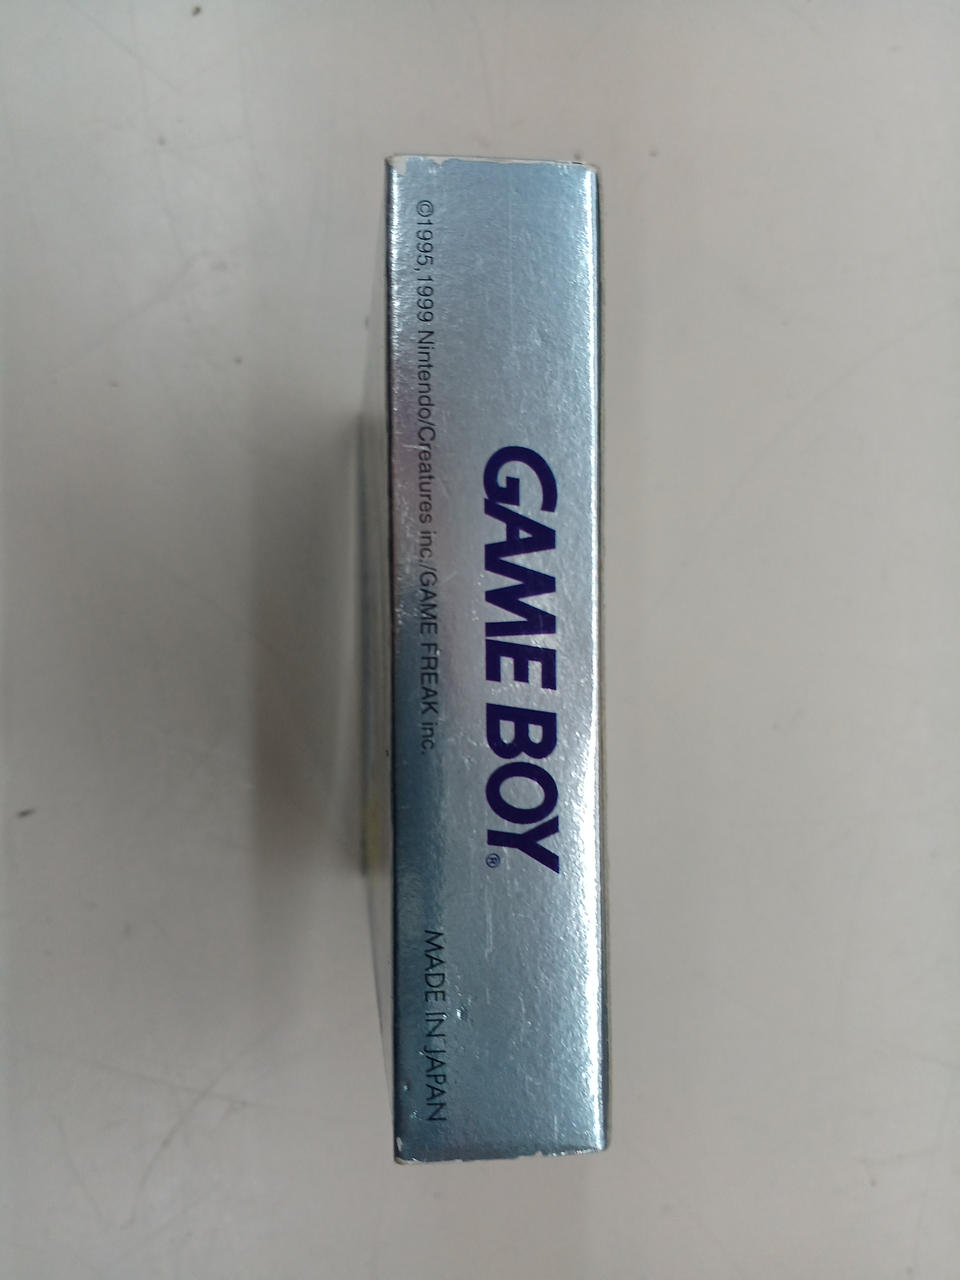 GAME BOY®
©1995,1999 Nintendo/Creatures inc./GAME FREAK inc.
MADE IN JAPAN